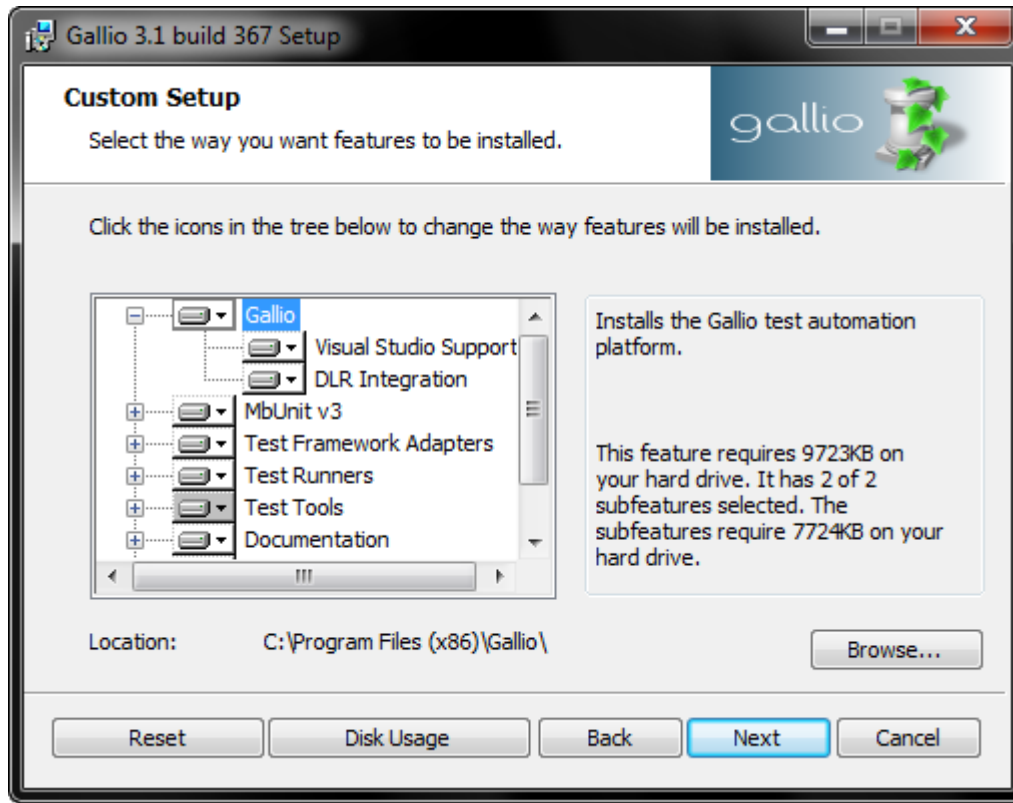 Gallio 3.1 build 367 Setup
Custom Setup
Select the way you want features to be installed.
gallio
Click the icons in the tree below to change the way features will be installed.
Gallio
Visual Studio Support
DLR Integration
MbUnit v3
Test Framework Adapters
Test Runners
Test Tools
Documentation
Installs the Gallio test automation
platform.
This feature requires 9723KB on
your hard drive. It has 2 of 2
subfeatures selected. The
subfeatures require 7724KB on your
hard drive.
Location: C:\Program Files (x86)\Gallio\
Browse...
Reset Disk Usage Back Next Cancel